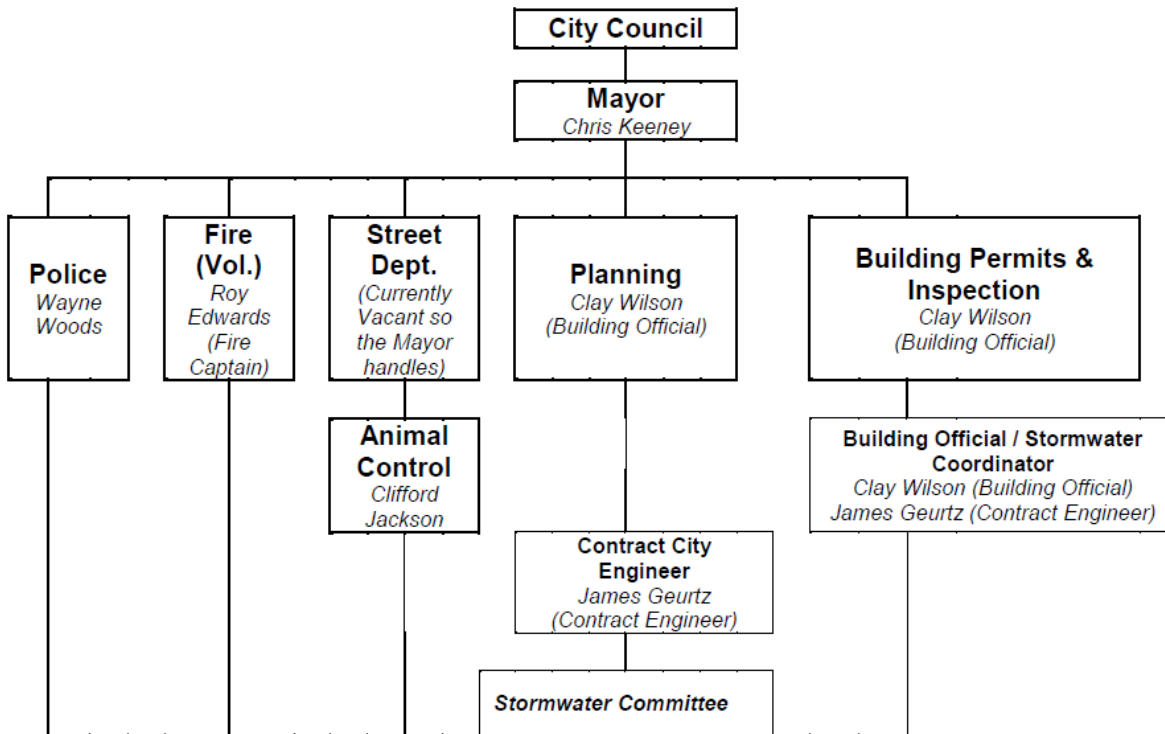 City Council
Mayor
Chris Keeney
Police
Wayne
Woods
Fire
(Vol.)
Roy
Edwards
(Fire
Captain)
Street
Dept.
(Currently
Vacant so
the Mayor
handles)
Planning
Clay Wilson
(Building Official)
Building Permits &
Inspection
Clay Wilson
(Building Official)
Animal
Control
Clifford
Jackson
Building Official / Stormwater
Coordinator
Clay Wilson (Building Official)
James Geurtz (Contract Engineer)
Contract City
Engineer
James Geurtz
(Contract Engineer)
Stormwater Committee